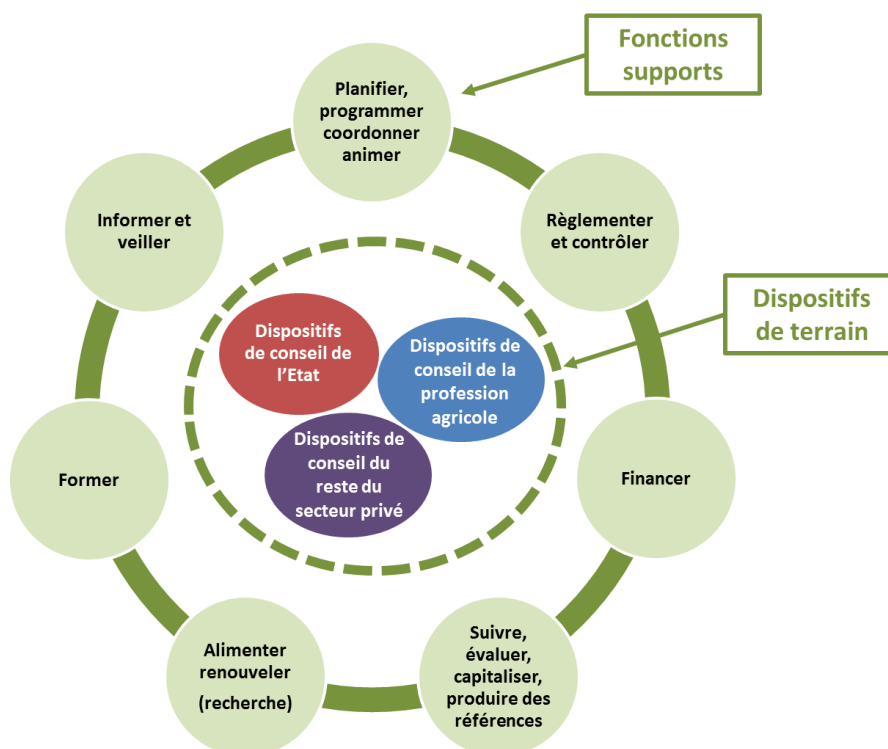 Fonctions
supports
Planifier,
programmer
coordonner
animer
Informer et
veiller
Règlementer
et contrôler
Dispositifs
de terrain
Dispositifs
de conseil de
l'Etat
Dispositifs de
conseil de la
profession
agricole
Dispositifs de
conseil du
reste du
secteur privé
Former
Financer
Alimenter
renouveler
(recherche)
Suivre,
évaluer,
capitaliser,
produire des
références